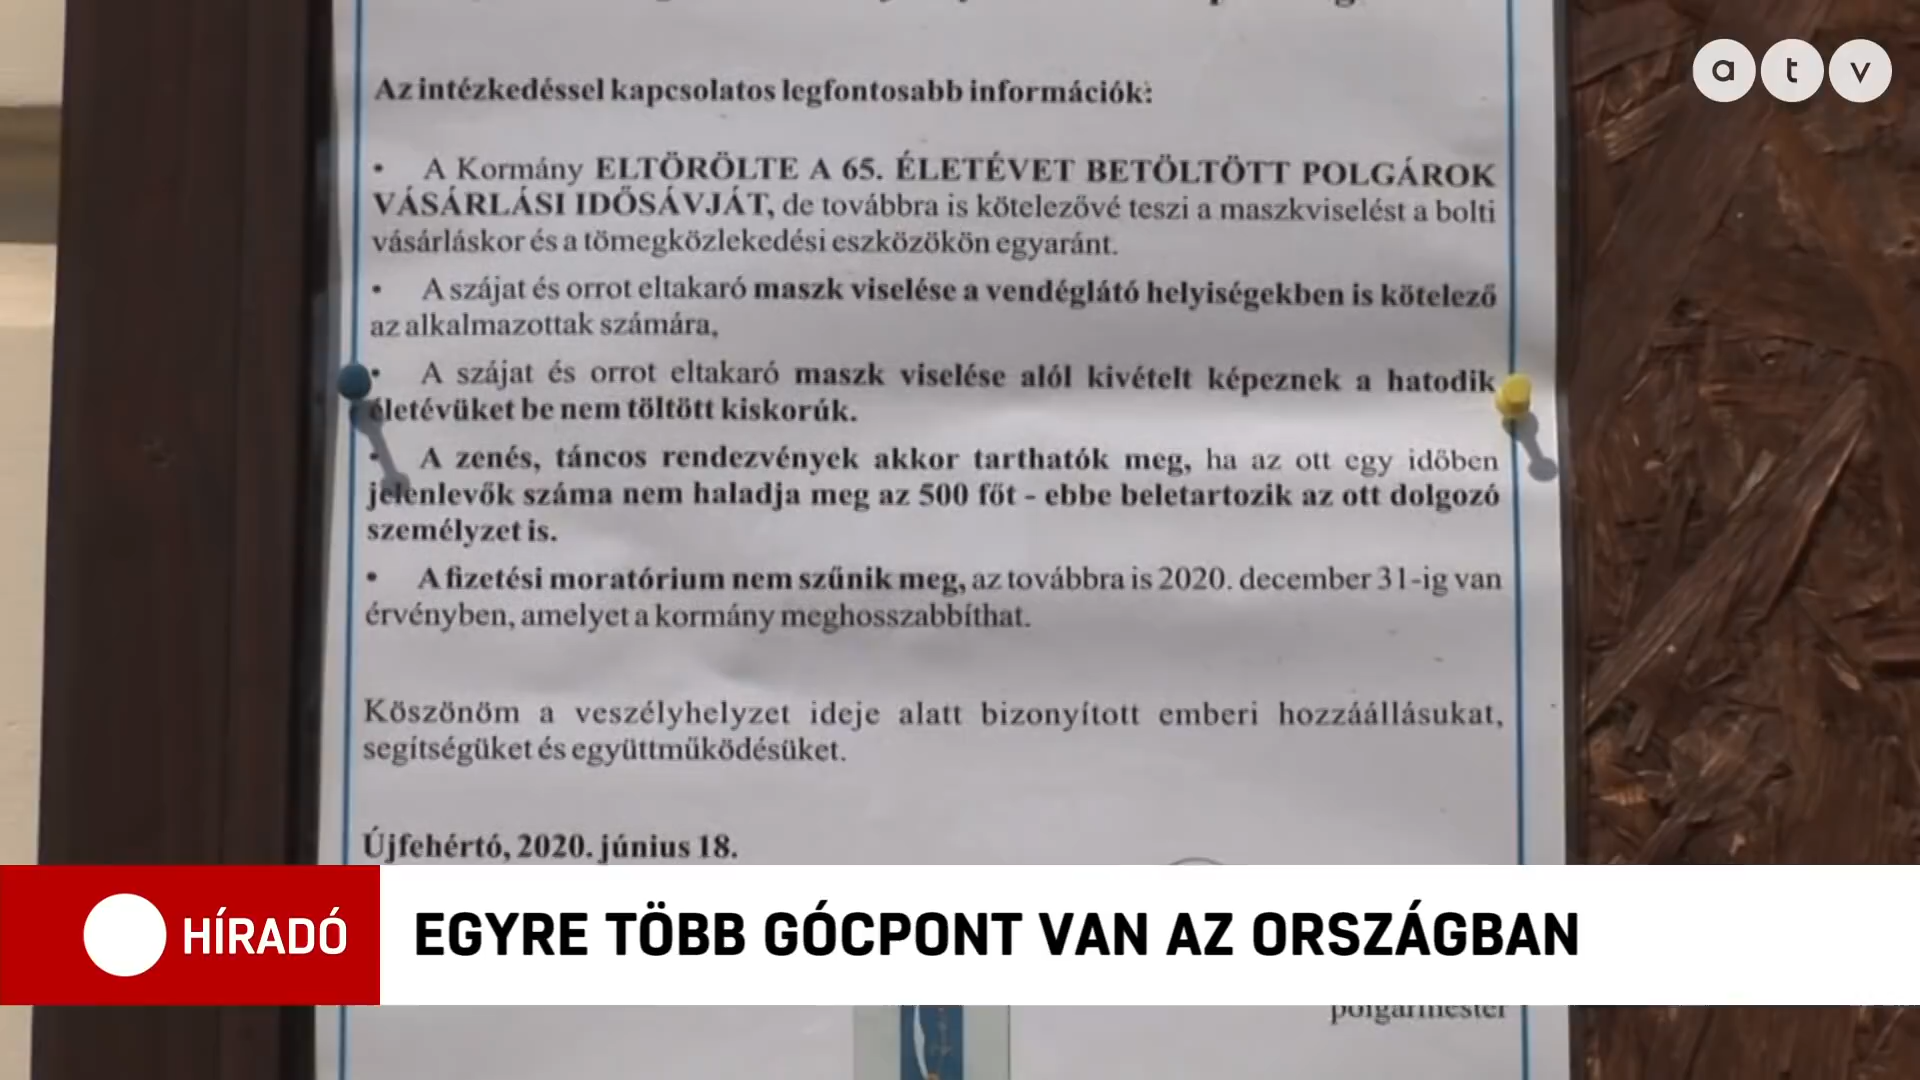 a t v
Az intézkedéssel kapcsolatos legfontosabb információk:
• A Kormány ELTÖRÖLTE A 65. ÉLETÉVET BETÖLTÖTT POLGÁROK
VÁSÁRLÁSI IDŐSÁVJÁT, de továbbra is kötelezővé teszi a maszkviselést a bolti
vásárláskor és a tömegközlekedési eszközökön egyaránt.
• A szájat és orrot eltakaró maszk viselése a vendéglátó helyiségekben is kötelező
az alkalmazottak számára,
• A szájat és orrot eltakaró maszk viselése alól kivételt képeznek a hatodik
életévüket be nem töltött kiskorúk.
• A zenés, táncos rendezvények akkor tarthatók meg, ha az ott egy időben
jelenlevők száma nem haladja meg az 500 főt - ebbe beletartozik az ott dolgozó
személyzet is.
• A fizetési moratórium nem szűnik meg, az továbbra is 2020. december 31-ig van
érvényben, amelyet a kormány meghosszabbíthat.
Köszönöm a veszélyhelyzet ideje alatt bizonyított emberi hozzáállásukat,
segítségüket és együttműködésüket.
Újfehértó, 2020. június 18.
HÍRADÓ
EGYRE TÖBB GÓCPONT VAN AZ ORSZÁGBAN
polgármester